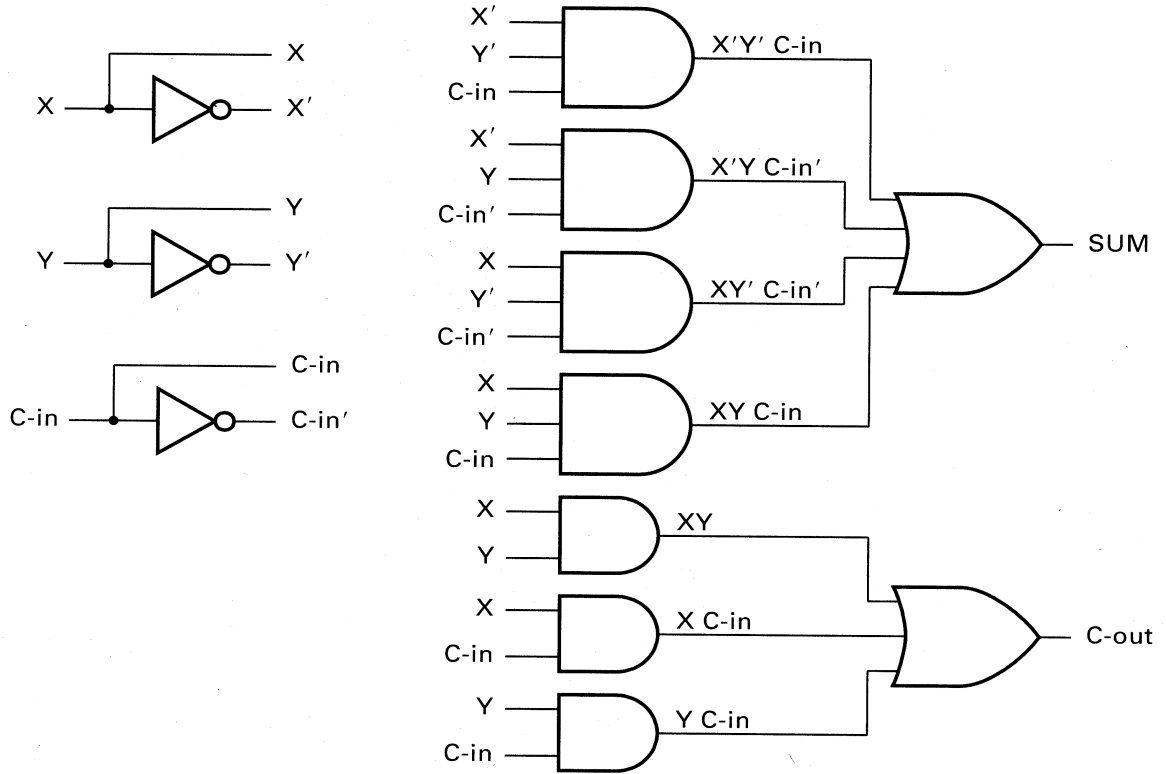 X
X
X′
Y
Y
Y′
C-in
C-in
C-in′
X′
Y′
C-in
X′Y′ C-in
X′
Y
C-in′
X′Y C-in′
X
Y′
C-in′
XY′ C-in′
X
Y
C-in
XY C-in
SUM
X
Y
XY
X
C-in
X C-in
Y
C-in
Y C-in
C-out